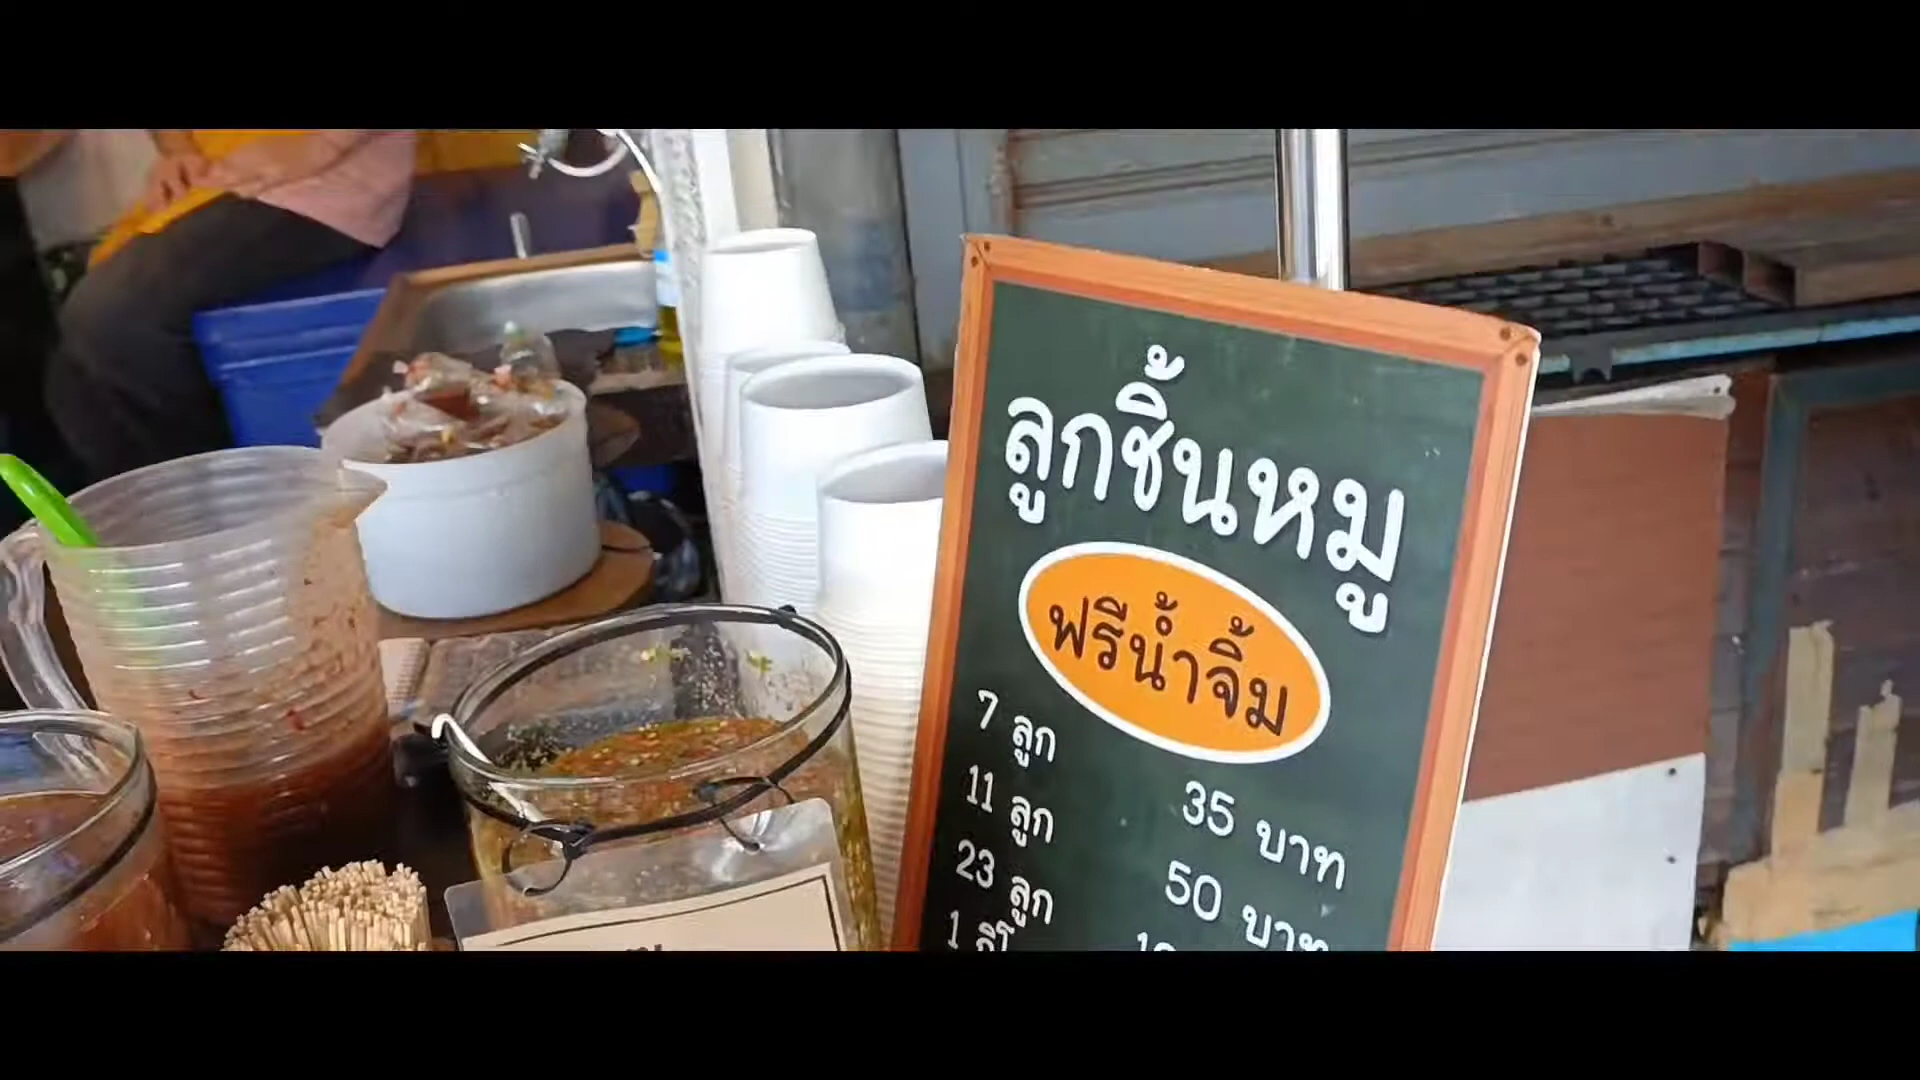 ลูกชิ้นหมู
ฟรีน้ำจิ้ม
7 ลูก 35 บาท
11 ลูก 50 บาท
23 ลูก
1